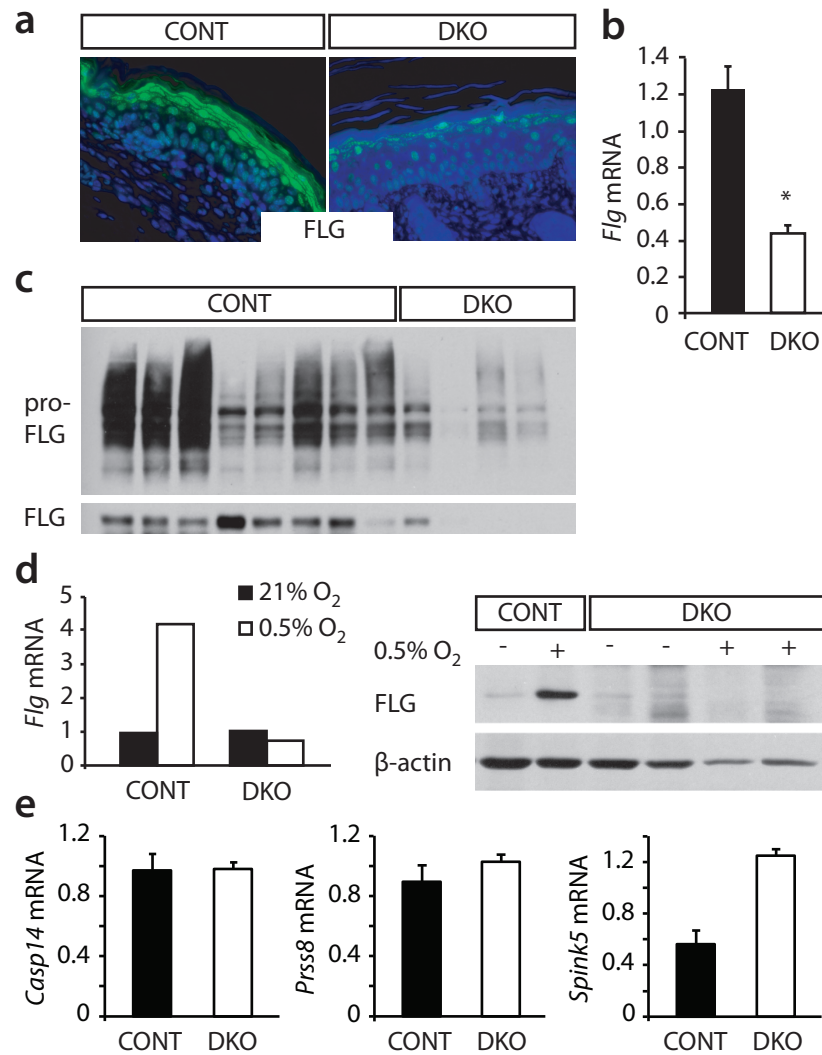 a
CONT DKO
FLG
b
Flg mRNA
1.4
1.2
1.0
0.8
0.6
0.4
0.2
0
*
CONT DKO
c
CONT DKO
pro-
FLG
FLG
d
Flg mRNA
5
4
3
2
1
0
21% O₂
0.5% O₂
CONT DKO
CONT DKO
0.5% O₂ - + - - + +
FLG
β-actin
e
Casp14 mRNA
1.2
0.8
0.4
0
CONT DKO
Prss8 mRNA
1.2
0.8
0.4
0
CONT DKO
Spink5 mRNA
1.2
0.8
0.4
0
CONT DKO